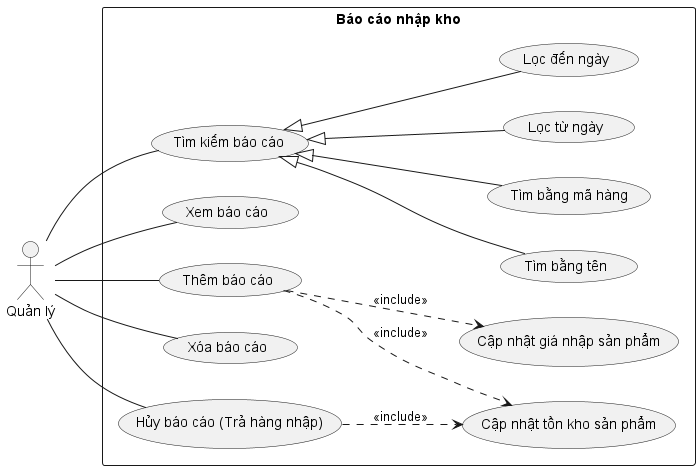 Báo cáo nhập kho
Lọc đến ngày
Lọc từ ngày
Tìm kiếm báo cáo
Tìm bằng mã hàng
Xem báo cáo
Tìm bằng tên
Thêm báo cáo
«include»
«include»
Quản lý
Xóa báo cáo
Cập nhật giá nhập sản phẩm
Hủy báo cáo (Trả hàng nhập)
«include»
Cập nhật tồn kho sản phẩm